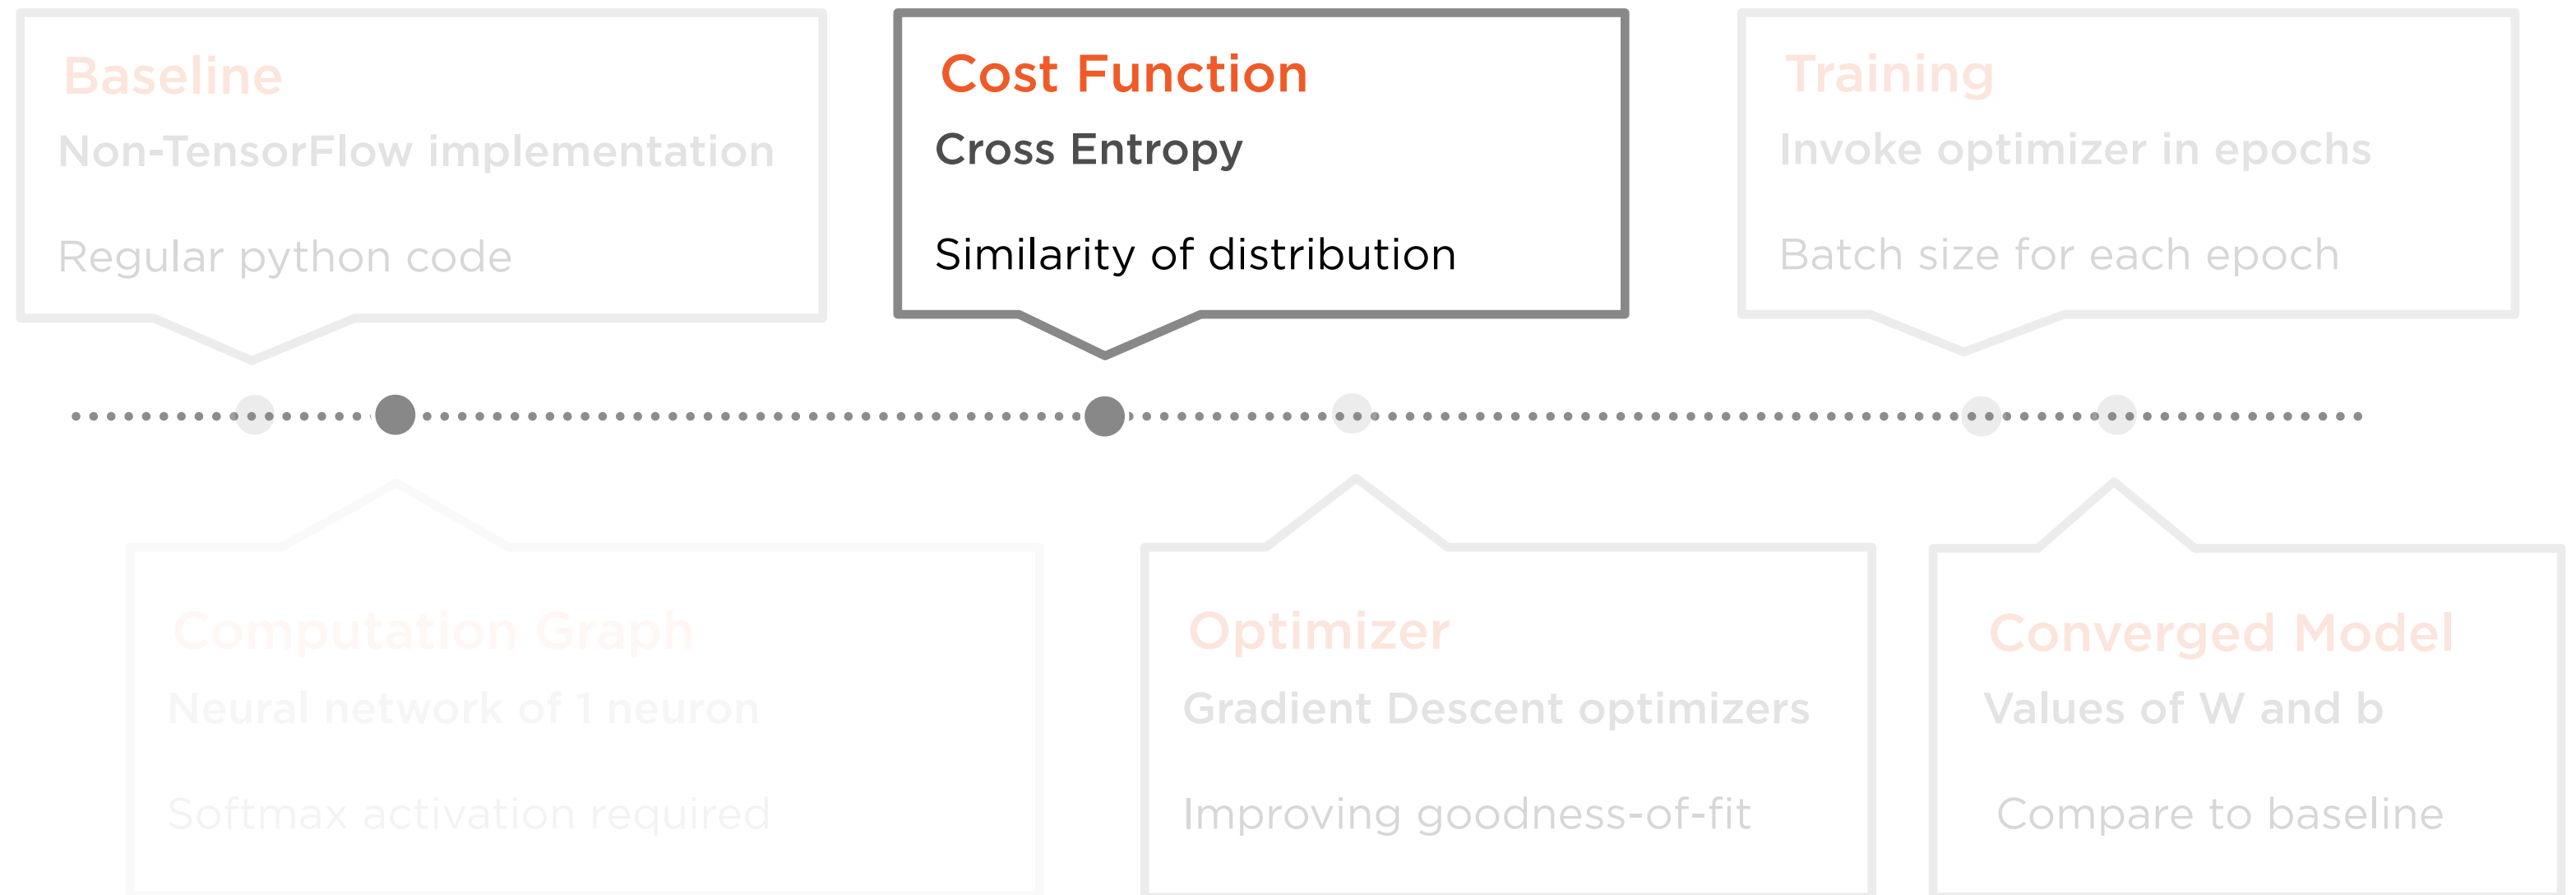 Baseline
Non-TensorFlow implementation
Regular python code
Cost Function
Cross Entropy
Similarity of distribution
Training
Invoke optimizer in epochs
Batch size for each epoch
Computation Graph
Neural network of 1 neuron
Softmax activation required
Optimizer
Gradient Descent optimizers
Improving goodness-of-fit
Converged Model
Values of W and b
Compare to baseline